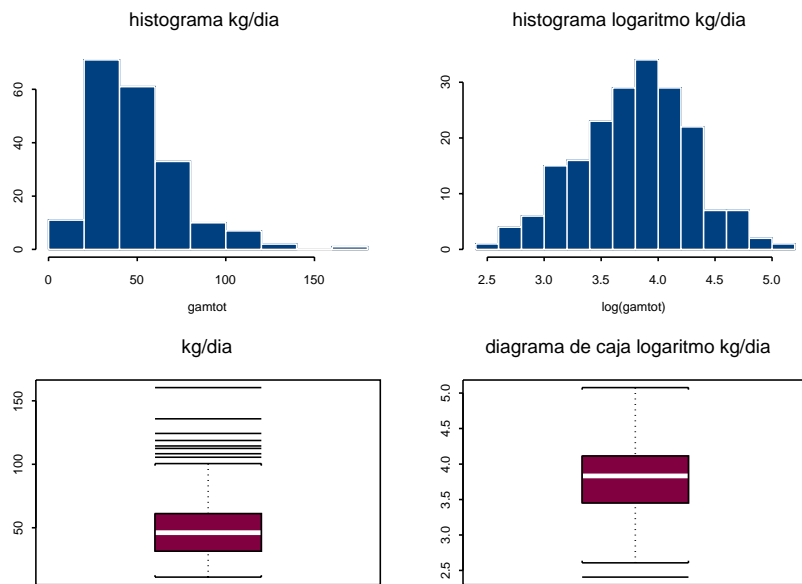 histograma kg/dia
60
40
20
0
0 50 100 150
gamtot
histograma logaritmo kg/dia
30
20
10
0
2.5 3.0 3.5 4.0 4.5 5.0
log(gamtot)
kg/dia
150
100
50
diagrama de caja logaritmo kg/dia
5.0
4.5
4.0
3.5
3.0
2.5